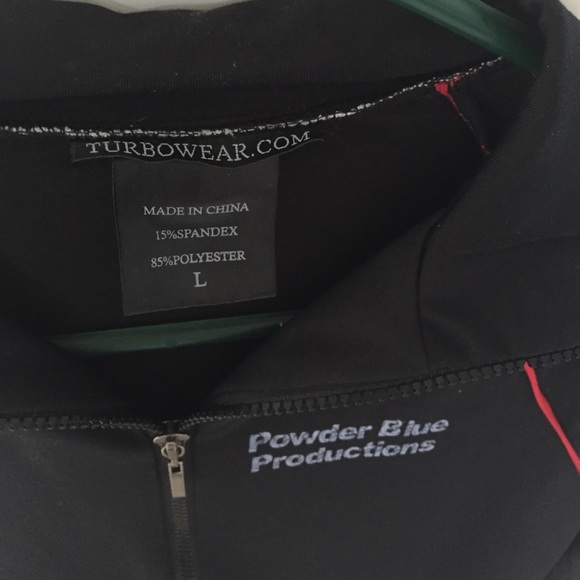 TURBOWEAR.COM
MADE IN CHINA
15%SPANDEX
85%POLYESTER
L
Powder Blue
Productions